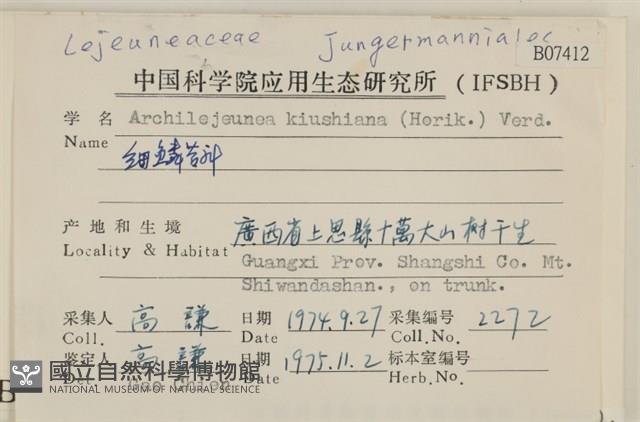 Lejeuneaceae Jungermanniales
B07412
中国科学院应用生态研究所 (IFSBH)
学名 Archilejeunea kiushiana (Horik.) Verd.
Name 细鳞苔科
产地和生境 廣西省上思縣十萬大山樹干生
Locality & Habitat Guangxi Prov. Shangshi Co. Mt.
Shiwandashan., on trunk.
采集人 高謙 日期 1974.9.27 采集编号 2272
Coll. Date Coll.No.
鉴定人 高謙 日期 1975.11.2 标本室编号
Det Gao Chien Date Herb.No.
國立自然科學博物館
NATIONAL MUSEUM OF NATURAL SCIENCE
B